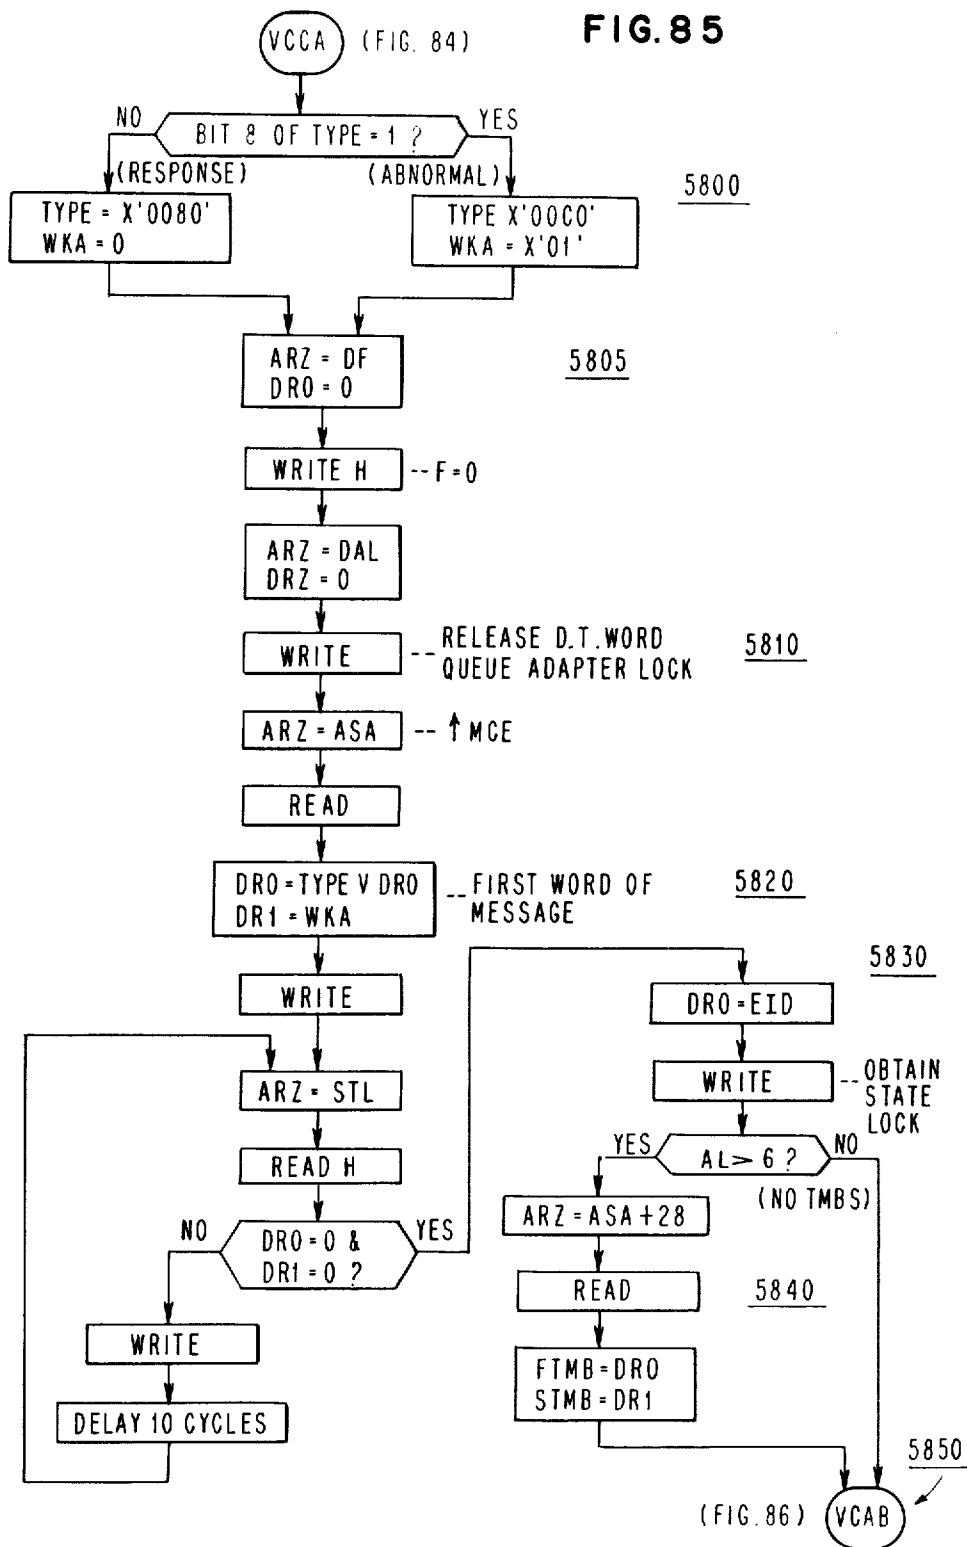 FIG. 85
VCCA (FIG. 84)
NO
BIT 8 OF TYPE = 1 ?
YES
(RESPONSE)
(ABNORMAL)
5800
TYPE = X'0080'
WKA = 0
TYPE X'00C0'
WKA = X'01'
ARZ = DF
DR0 = 0
5805
WRITE H --F=0
ARZ = DAL
DRZ = 0
WRITE
--RELEASE D.T. WORD
QUEUE ADAPTER LOCK
5810
ARZ = ASA -- ↑ MCE
READ
DR0 = TYPE V DR0
DR1 = WKA
--FIRST WORD OF
MESSAGE
5820
WRITE
ARZ = STL
READ H
NO
DR0 = 0 &
DR1 = 0 ?
YES
WRITE
DELAY 10 CYCLES
5830
DR0 = EID
WRITE
--OBTAIN
STATE
LOCK
YES
AL > 6 ?
NO
(NO TMBS)
ARZ = ASA + 28
READ
5840
FTMB = DR0
STMB = DR1
5850
(FIG. 86) VCAB